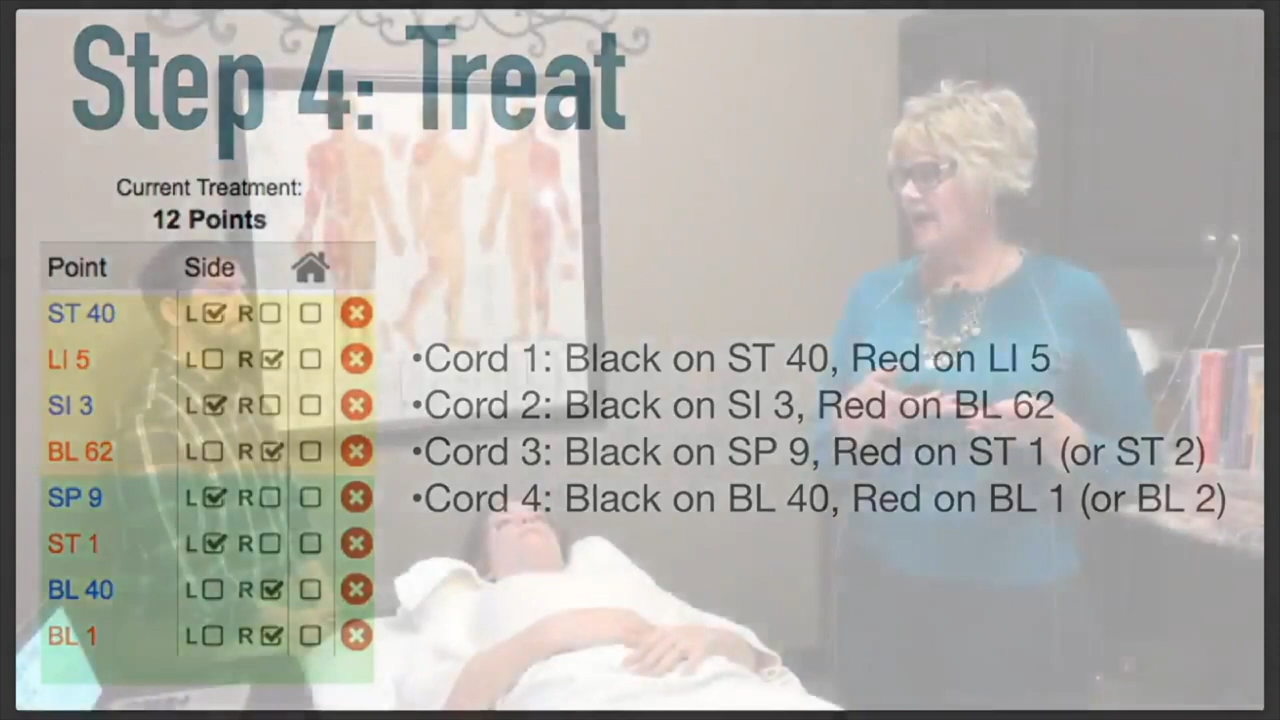 Step 4: Treat
Current Treatment:
12 Points
Point Side
ST 40 L R
LI 5 L R
SI 3 L R
BL 62 L R
SP 9 L R
ST 1 L R
BL 40 L R
BL 1 L R
•Cord 1: Black on ST 40, Red on LI 5
•Cord 2: Black on SI 3, Red on BL 62
•Cord 3: Black on SP 9, Red on ST 1 (or ST 2)
•Cord 4: Black on BL 40, Red on BL 1 (or BL 2)